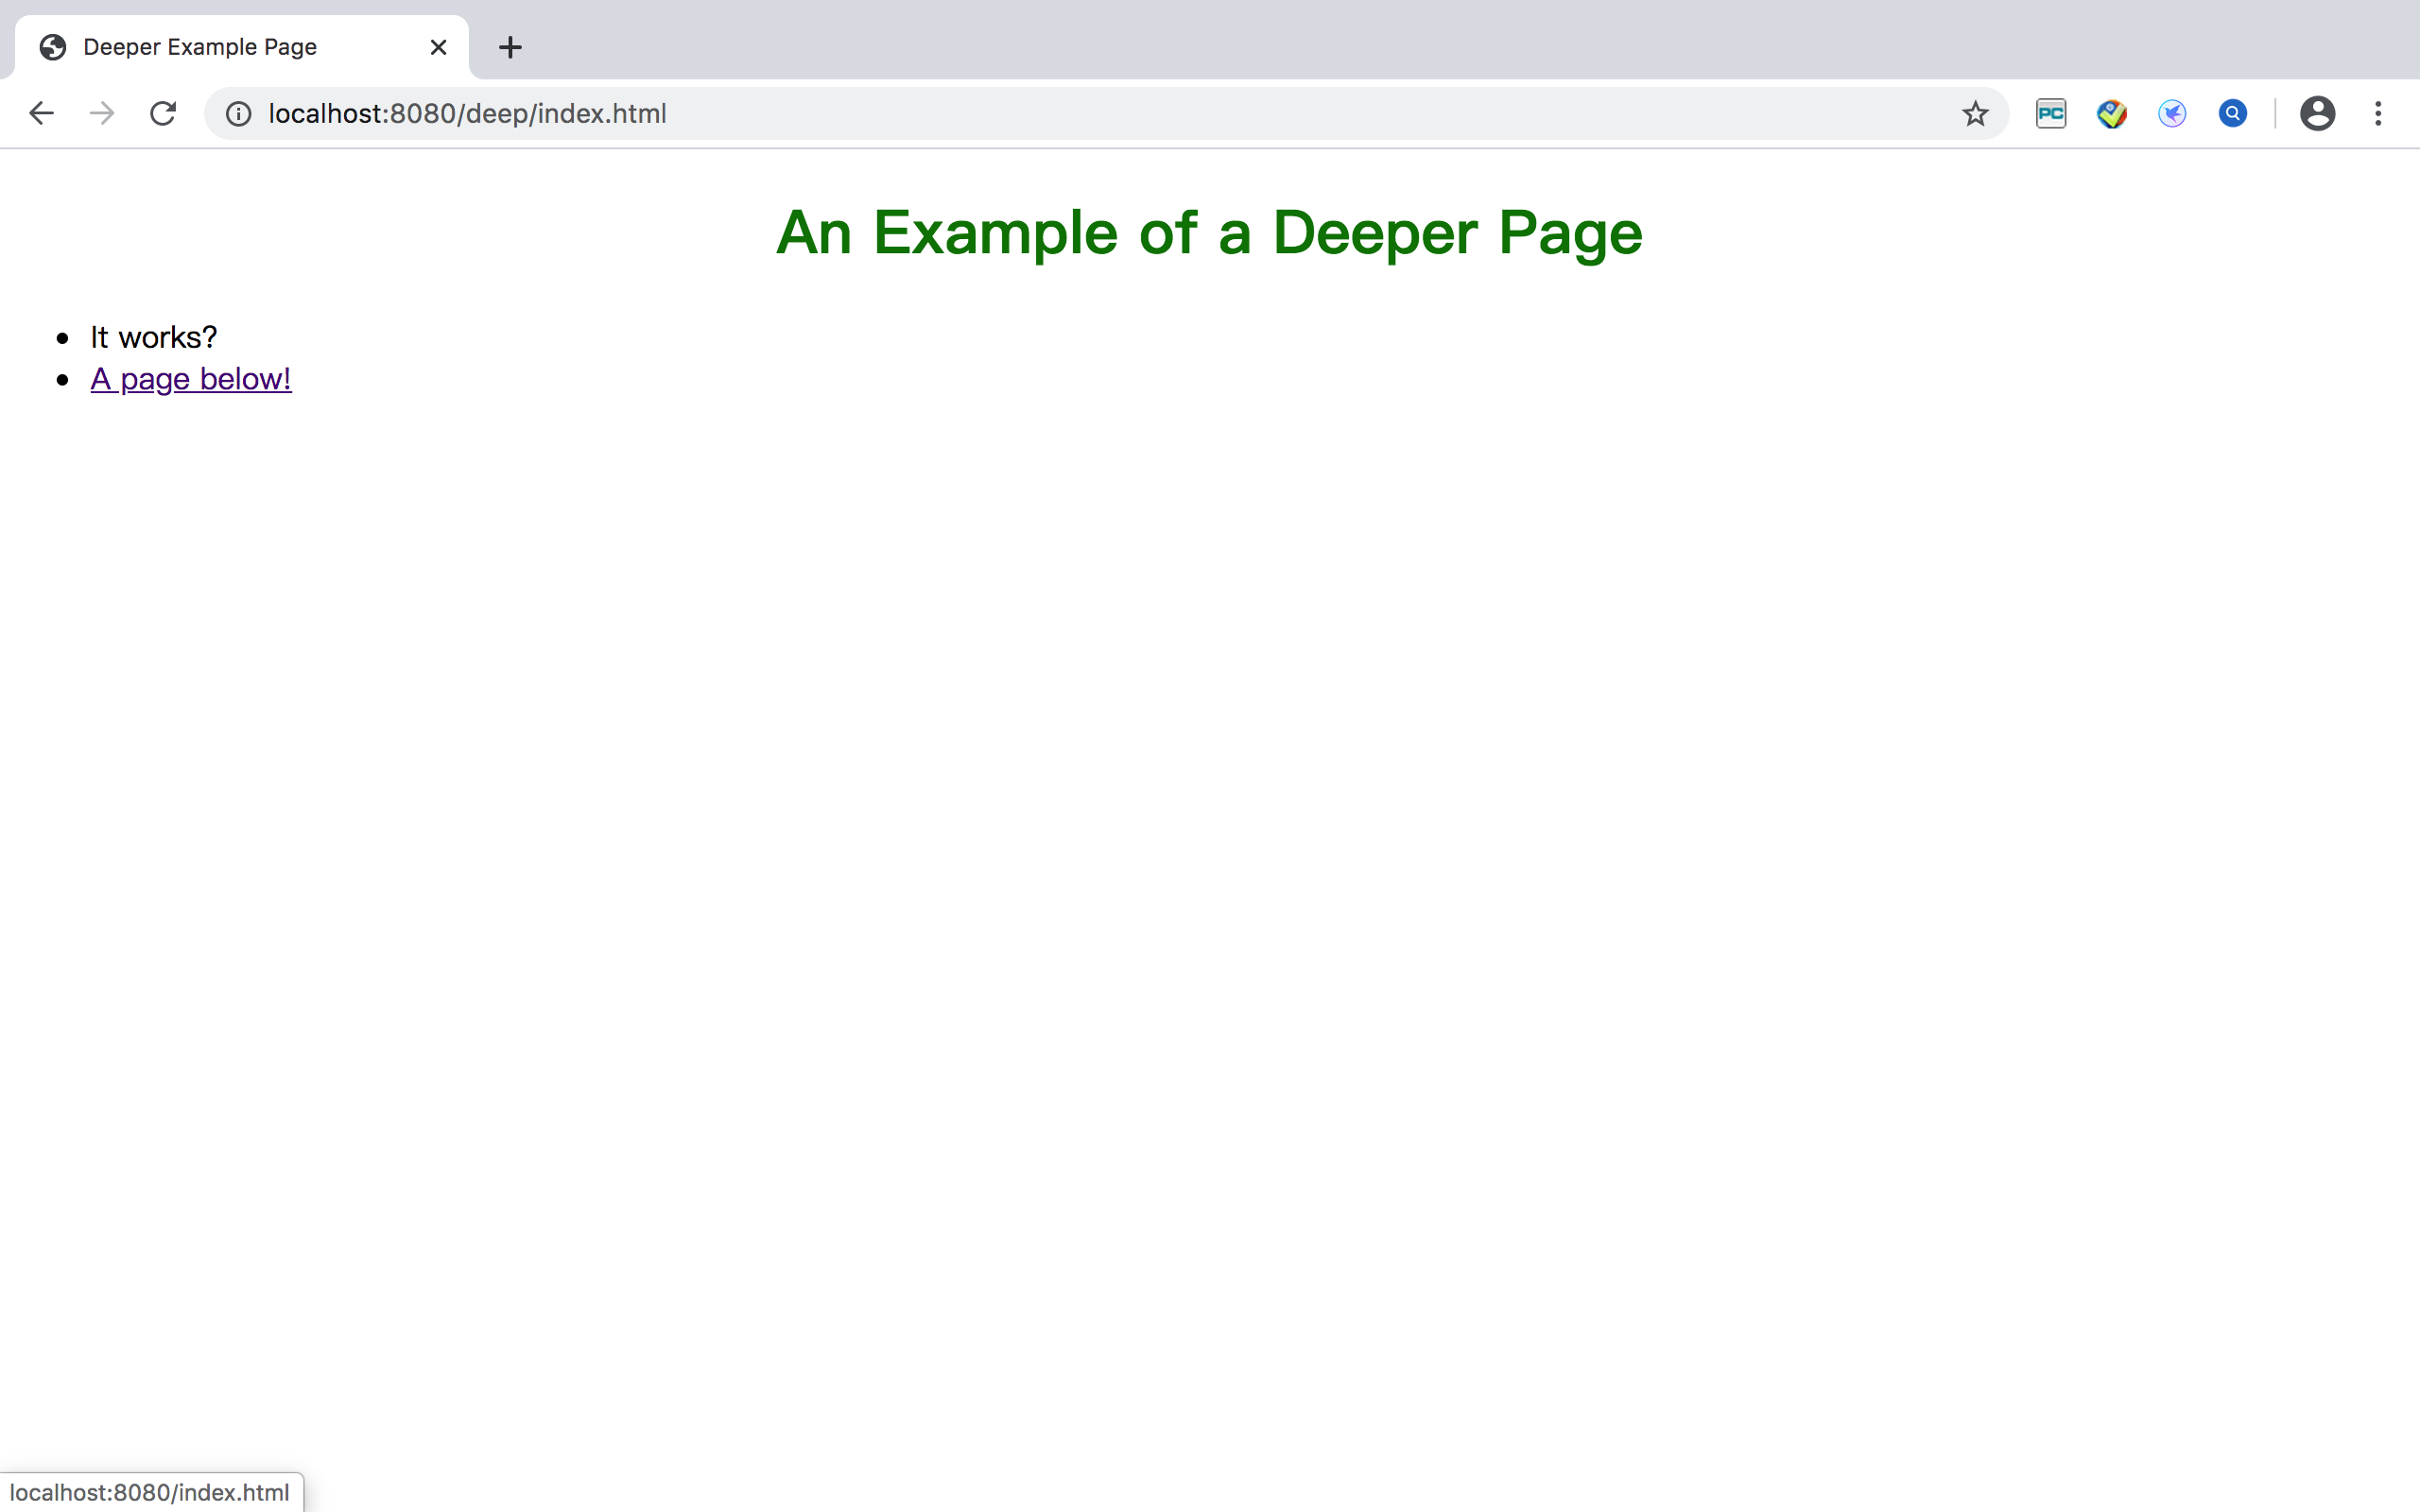 Deeper Example Page
localhost:8080/deep/index.html
PC
An Example of a Deeper Page
It works?
A page below!
localhost:8080/index.html